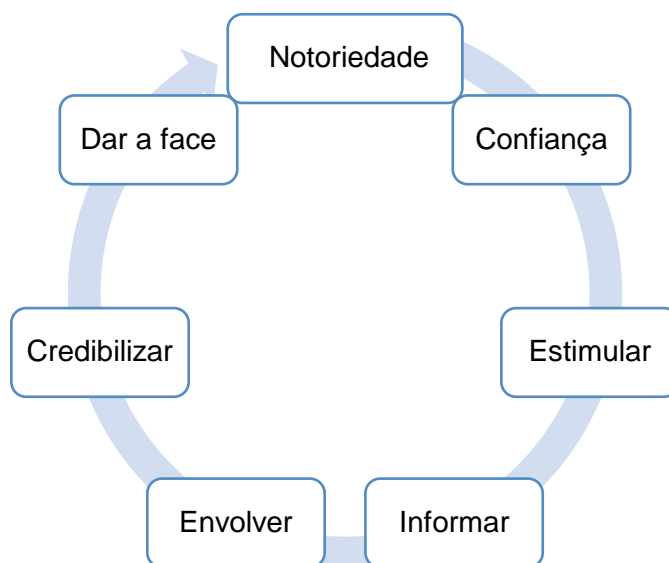 Notoriedade
Confiança
Estimular
Informar
Envolver
Credibilizar
Dar a face